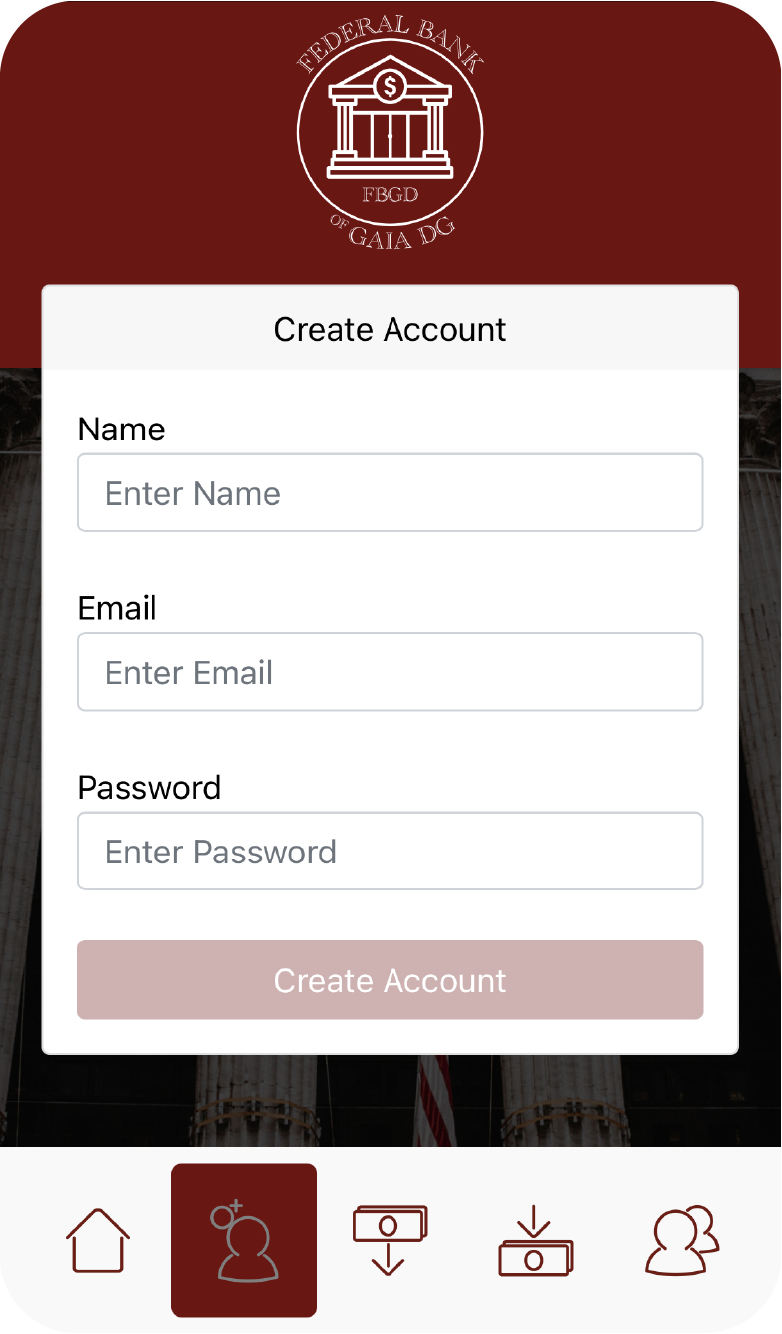 FEDERAL BANK
$
FBGD
OF GAIA DG
Create Account
Name
Enter Name
Email
Enter Email
Password
Enter Password
Create Account